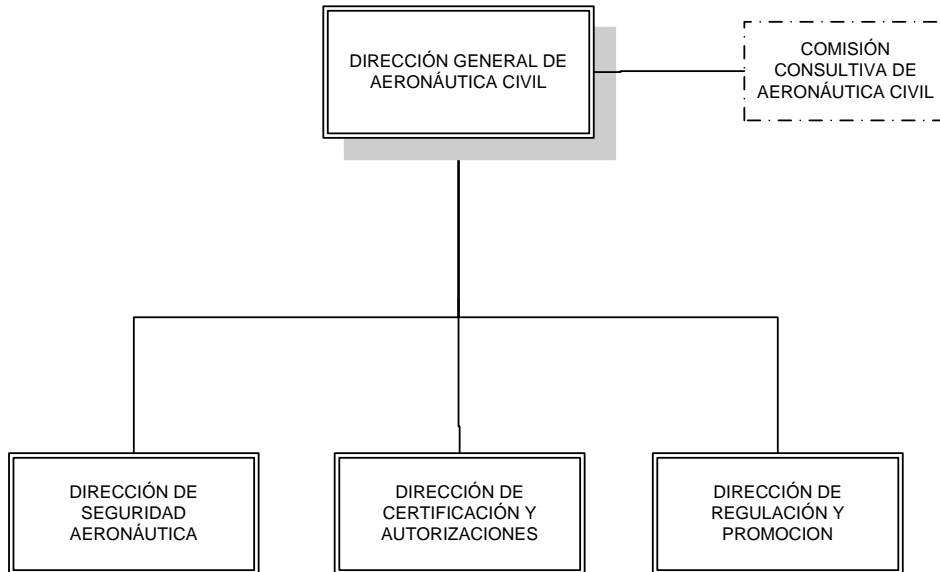 DIRECCIÓN GENERAL DE
AERONÁUTICA CIVIL
COMISIÓN
CONSULTIVA DE
AERONÁUTICA CIVIL
DIRECCIÓN DE
SEGURIDAD
AERONÁUTICA
DIRECCIÓN DE
CERTIFICACIÓN Y
AUTORIZACIONES
DIRECCIÓN DE
REGULACIÓN Y
PROMOCION